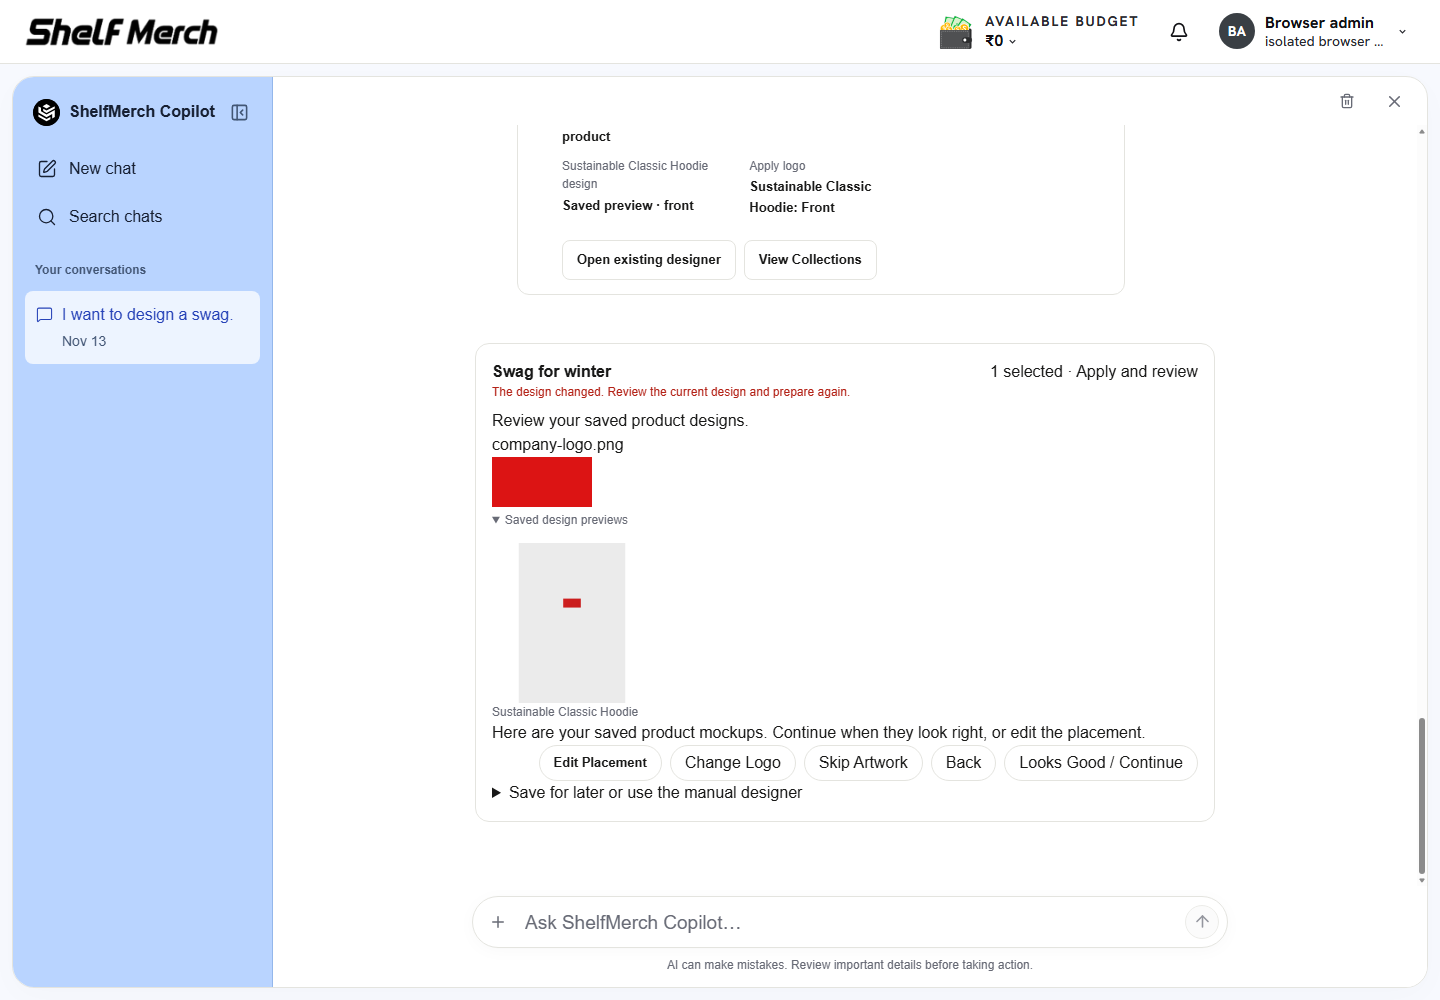 Shelf Merch
AVAILABLE BUDGET
₹0
BA
Browser admin
isolated browser ...
ShelfMerch Copilot
New chat
Search chats
Your conversations
I want to design a swag.
Nov 13
product
Sustainable Classic Hoodie
design
Saved preview · front
Apply logo
Sustainable Classic
Hoodie: Front
Open existing designer
View Collections
Swag for winter
1 selected · Apply and review
The design changed. Review the current design and prepare again.
Review your saved product designs.
company-logo.png
Saved design previews
Sustainable Classic Hoodie
Here are your saved product mockups. Continue when they look right, or edit the placement.
Edit Placement
Change Logo
Skip Artwork
Back
Looks Good / Continue
Save for later or use the manual designer
Ask ShelfMerch Copilot…
AI can make mistakes. Review important details before taking action.